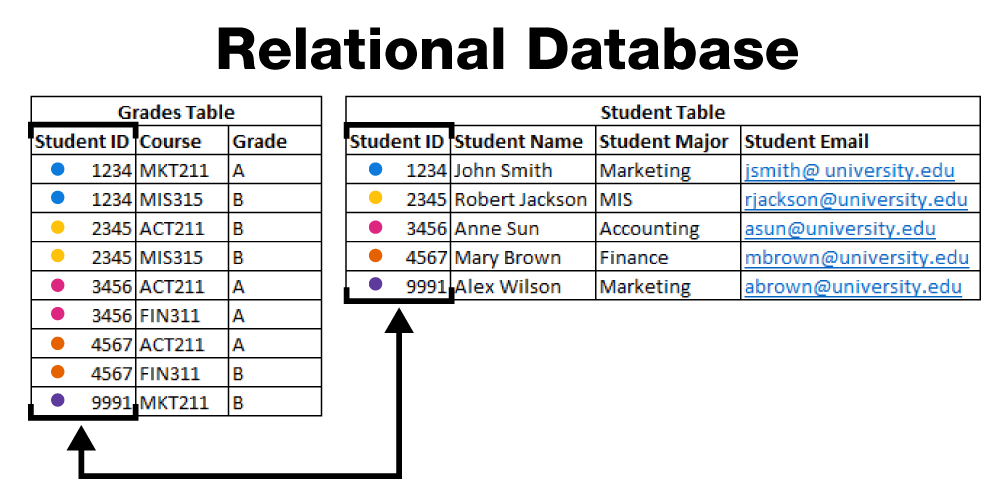 Relational Database
Grades Table
Student ID Course Grade
1234 MKT211 A
1234 MIS315 B
2345 ACT211 B
2345 MIS315 B
3456 ACT211 A
3456 FIN311 A
4567 ACT211 A
4567 FIN311 B
9991 MKT211 B
Student Table
Student ID Student Name Student Major Student Email
1234 John Smith Marketing jsmith@ university.edu
2345 Robert Jackson MIS rjackson@university.edu
3456 Anne Sun Accounting asun@university.edu
4567 Mary Brown Finance mbrown@university.edu
9991 Alex Wilson Marketing abrown@university.edu